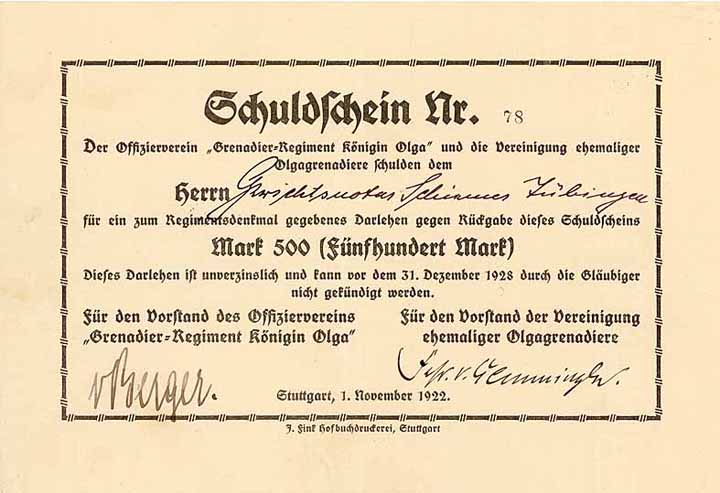 Schuldschein Nr. 78
Der Offizierverein „Grenadier-Regiment Königin Olga" und die Vereinigung ehemaliger
Olgagrenadiere schulden dem
Herrn Gerichtsnotar Tübingen
für ein zum Regimentsdenkmal gegebenes Darlehen gegen Rückgabe dieses Schuldscheins
Mark 500 (Fünfhundert Mark)
Dieses Darlehen ist unverzinslich und kann vor dem 31. Dezember 1928 durch die Gläubiger
nicht gekündigt werden.
Für den Vorstand des Offiziervereins
„Grenadier-Regiment Königin Olga"
Für den Vorstand der Vereinigung
ehemaliger Olgagrenadiere
v Berger.
Frhr. v. Gemmingen.
Stuttgart, 1. November 1922.
J. Fink Hofbuchdruckerei, Stuttgart